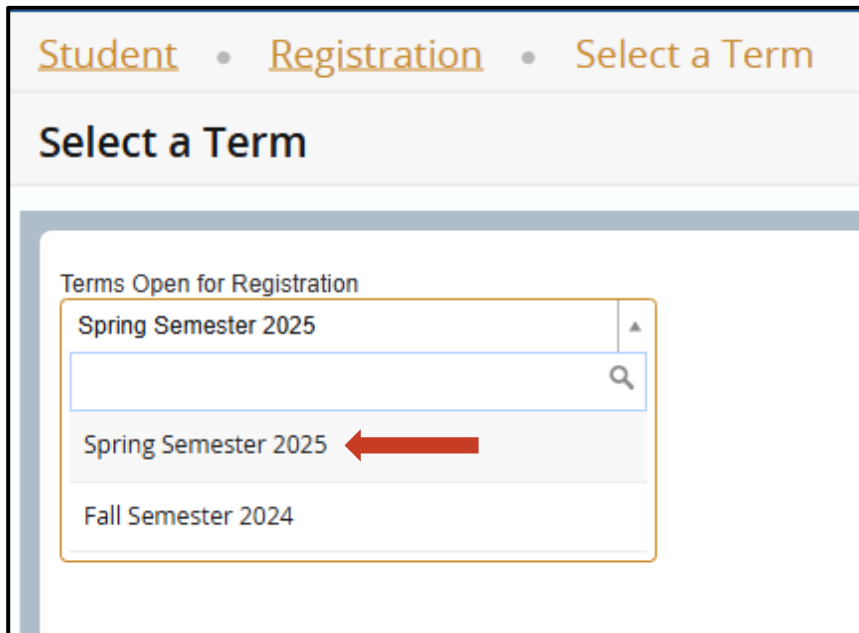 Student • Registration • Select a Term
Select a Term
Terms Open for Registration
Spring Semester 2025
Spring Semester 2025
Fall Semester 2024